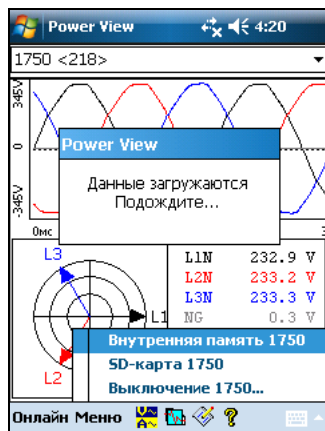 Power View 4:20
1750 <218>
345V
0
-345V
0мс
3
Power View
Данные загружаются
Подождите...
L3
L1
L2
L1N 232.9 V
L2N 233.2 V
L3N 233.3 V
NG 0.3 V
Внутренняя память 1750
SD-карта 1750
Выключение 1750...
Онлайн Меню